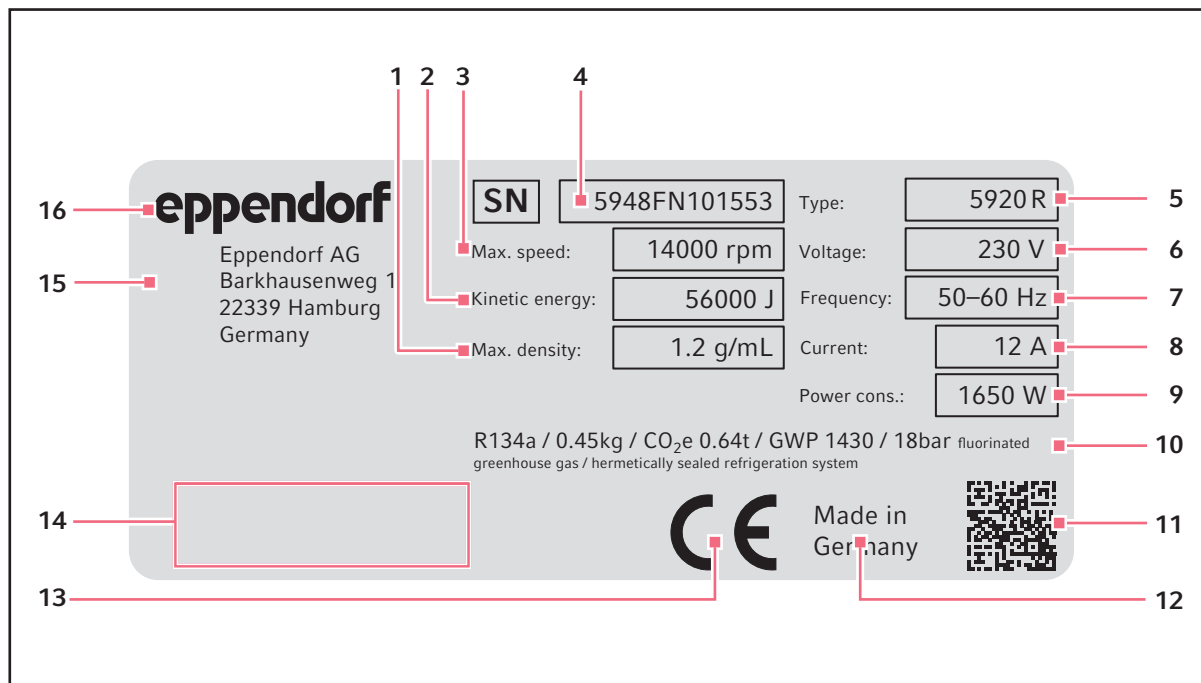 1 2 3 4
16 eppendorf SN 5948FN101553 Type: 5920 R 5
15 Eppendorf AG Max. speed: 14000 rpm Voltage: 230 V 6
Barkhausenweg 1
22339 Hamburg Kinetic energy: 56000 J Frequency: 50–60 Hz 7
Germany Max. density: 1.2 g/mL Current: 12 A 8
Power cons.: 1650 W 9
R134a / 0.45kg / CO₂e 0.64t / GWP 1430 / 18bar fluorinated 10
greenhouse gas / hermetically sealed refrigeration system
14 CE Made in 11
Germany
13 12